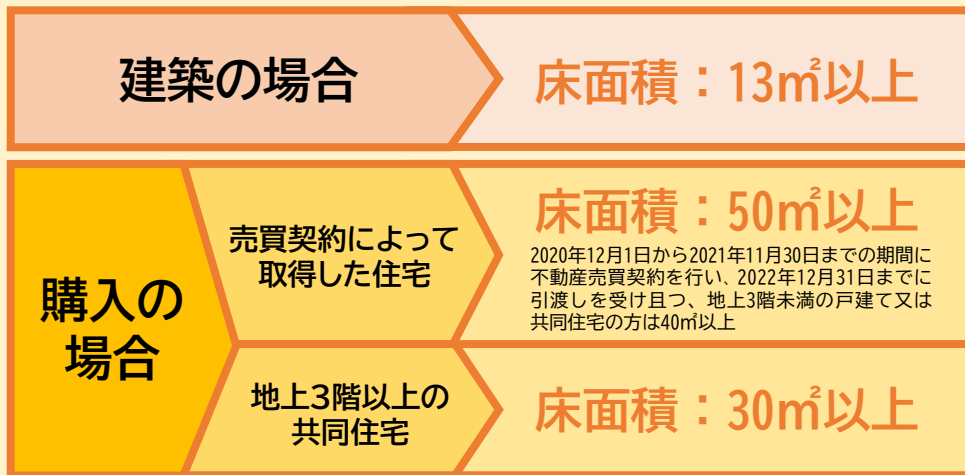 建築の場合
床面積：13㎡以上
購入の
場合
売買契約によって
取得した住宅
床面積：50㎡以上
2020年12月1日から2021年11月30日までの期間に
不動産売買契約を行い、2022年12月31日までに
引渡しを受け且つ、地上3階未満の戸建て又は
共同住宅の方は40㎡以上
地上3階以上の
共同住宅
床面積：30㎡以上